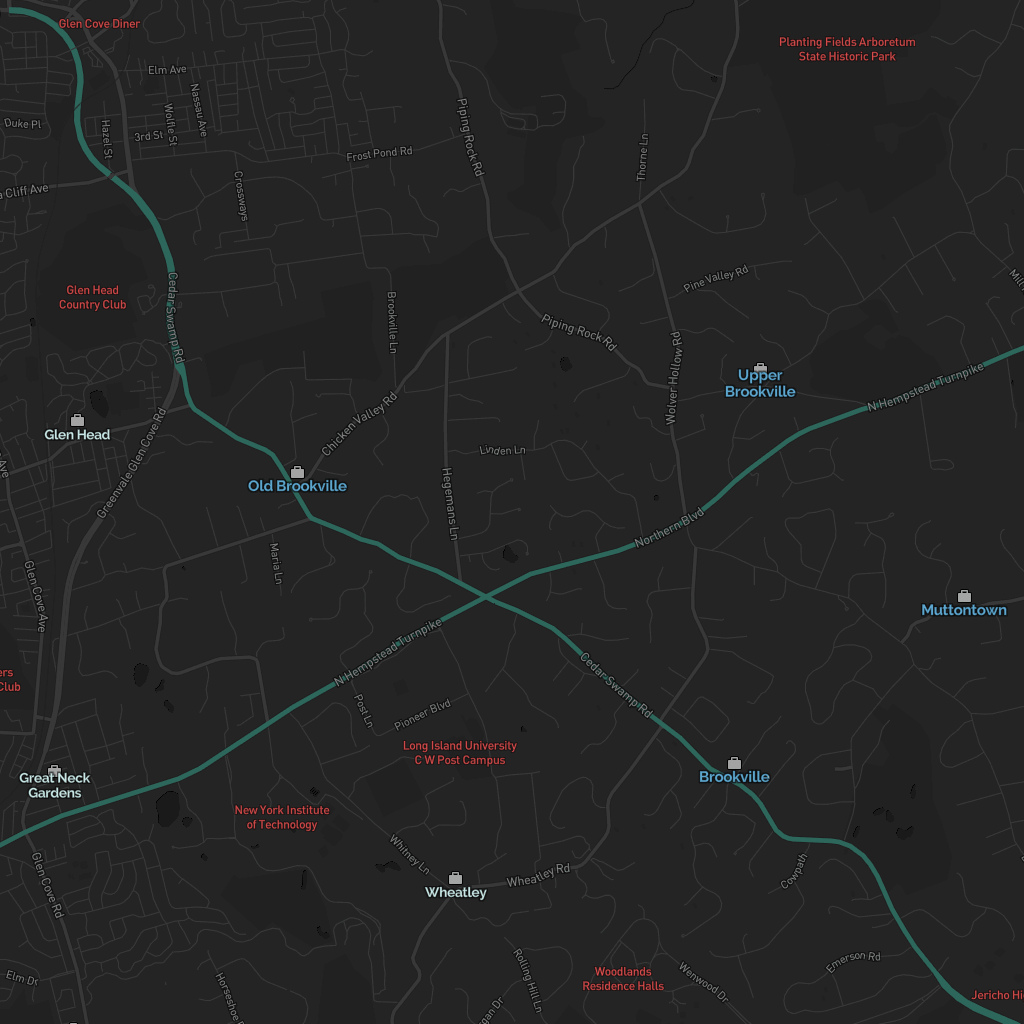 Glen Cove Diner
Planting Fields Arboretum
State Historic Park
Elm Ave
Nassau Ave
Wolfle St
Duke Pl
Hazel St
3rd St
Piping Rock Rd
Frost Pond Rd
Thorne Ln
Cliff Ave
Crossways
Glen Head
Country Club
Cedar Swamp Rd
Pine Valley Rd
Brookville Ln
Piping Rock Rd
Wolver Hollow Rd
Upper
Brookville
N Hempstead Turnpike
Glen Head
Chicken Valley Rd
Greenvale Glen Cove Rd
Linden Ln
Old Brookville
Hegemans Ln
Northern Blvd
Maria Ln
Glen Cove Ave
Muttontown
N Hempstead Turnpike
Cedar Swamp Rd
Club
Post Ln
Pioneer Blvd
Long Island University
C W Post Campus
Great Neck
Gardens
Brookville
New York Institute
of Technology
Whitney Ln
Wheatley Rd
Wheatley
Cowpath
Glen Cove Rd
Emerson Rd
Elm Dr
Horseshoe
Rolling Hill Ln
Woodlands
Residence Halls
Wenwood Dr
Jericho